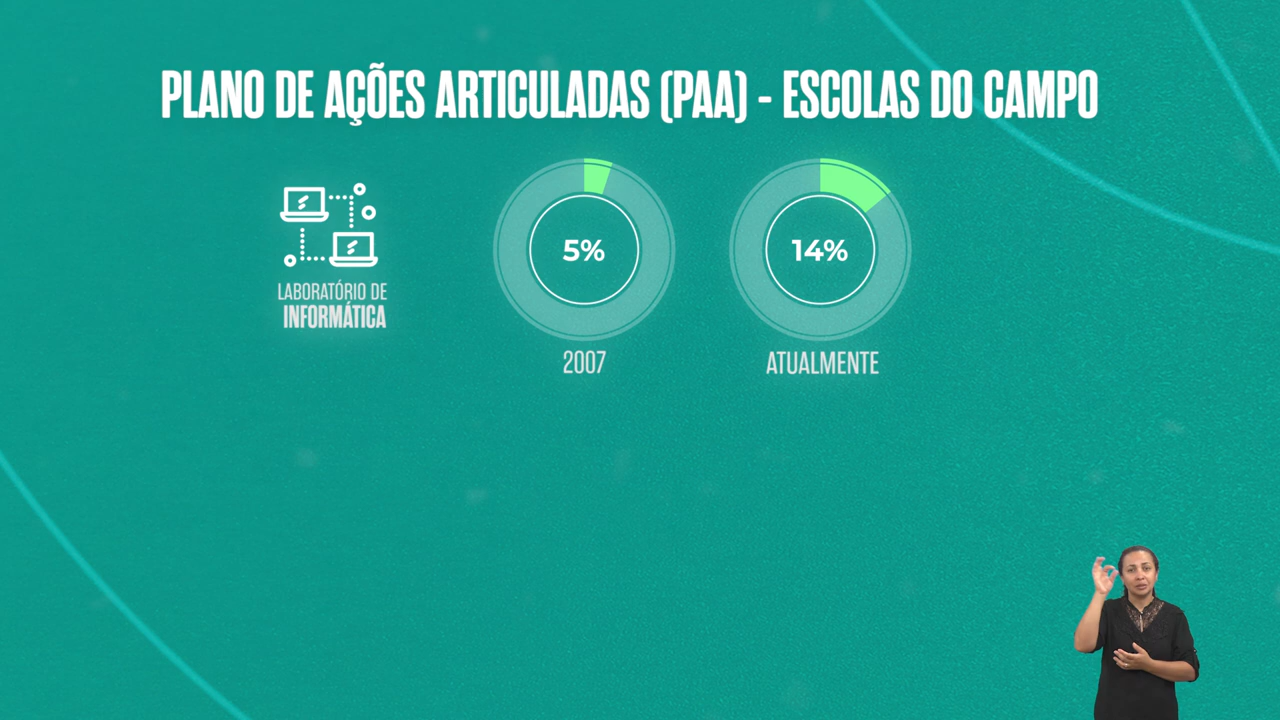 PLANO DE AÇÕES ARTICULADAS (PAA) - ESCOLAS DO CAMPO
LABORATÓRIO DE
INFORMÁTICA
5%
14%
2007
ATUALMENTE